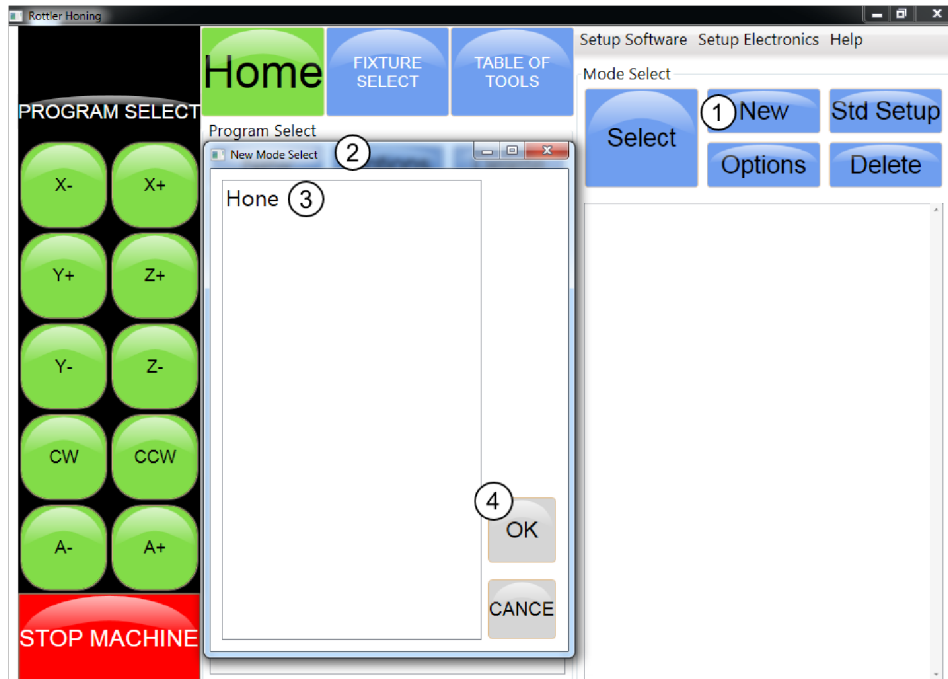 Rottler Honing
Setup Software Setup Electronics Help
Home
FIXTURE
SELECT
TABLE OF
TOOLS
Mode Select
PROGRAM SELECT
Program Select
Select
1 New
Std Setup
Options
Delete
New Mode Select 2
Hone 3
X-
X+
Y+
Z+
Y-
Z-
CW
CCW
A-
A+
4
OK
CANCE
STOP MACHINE